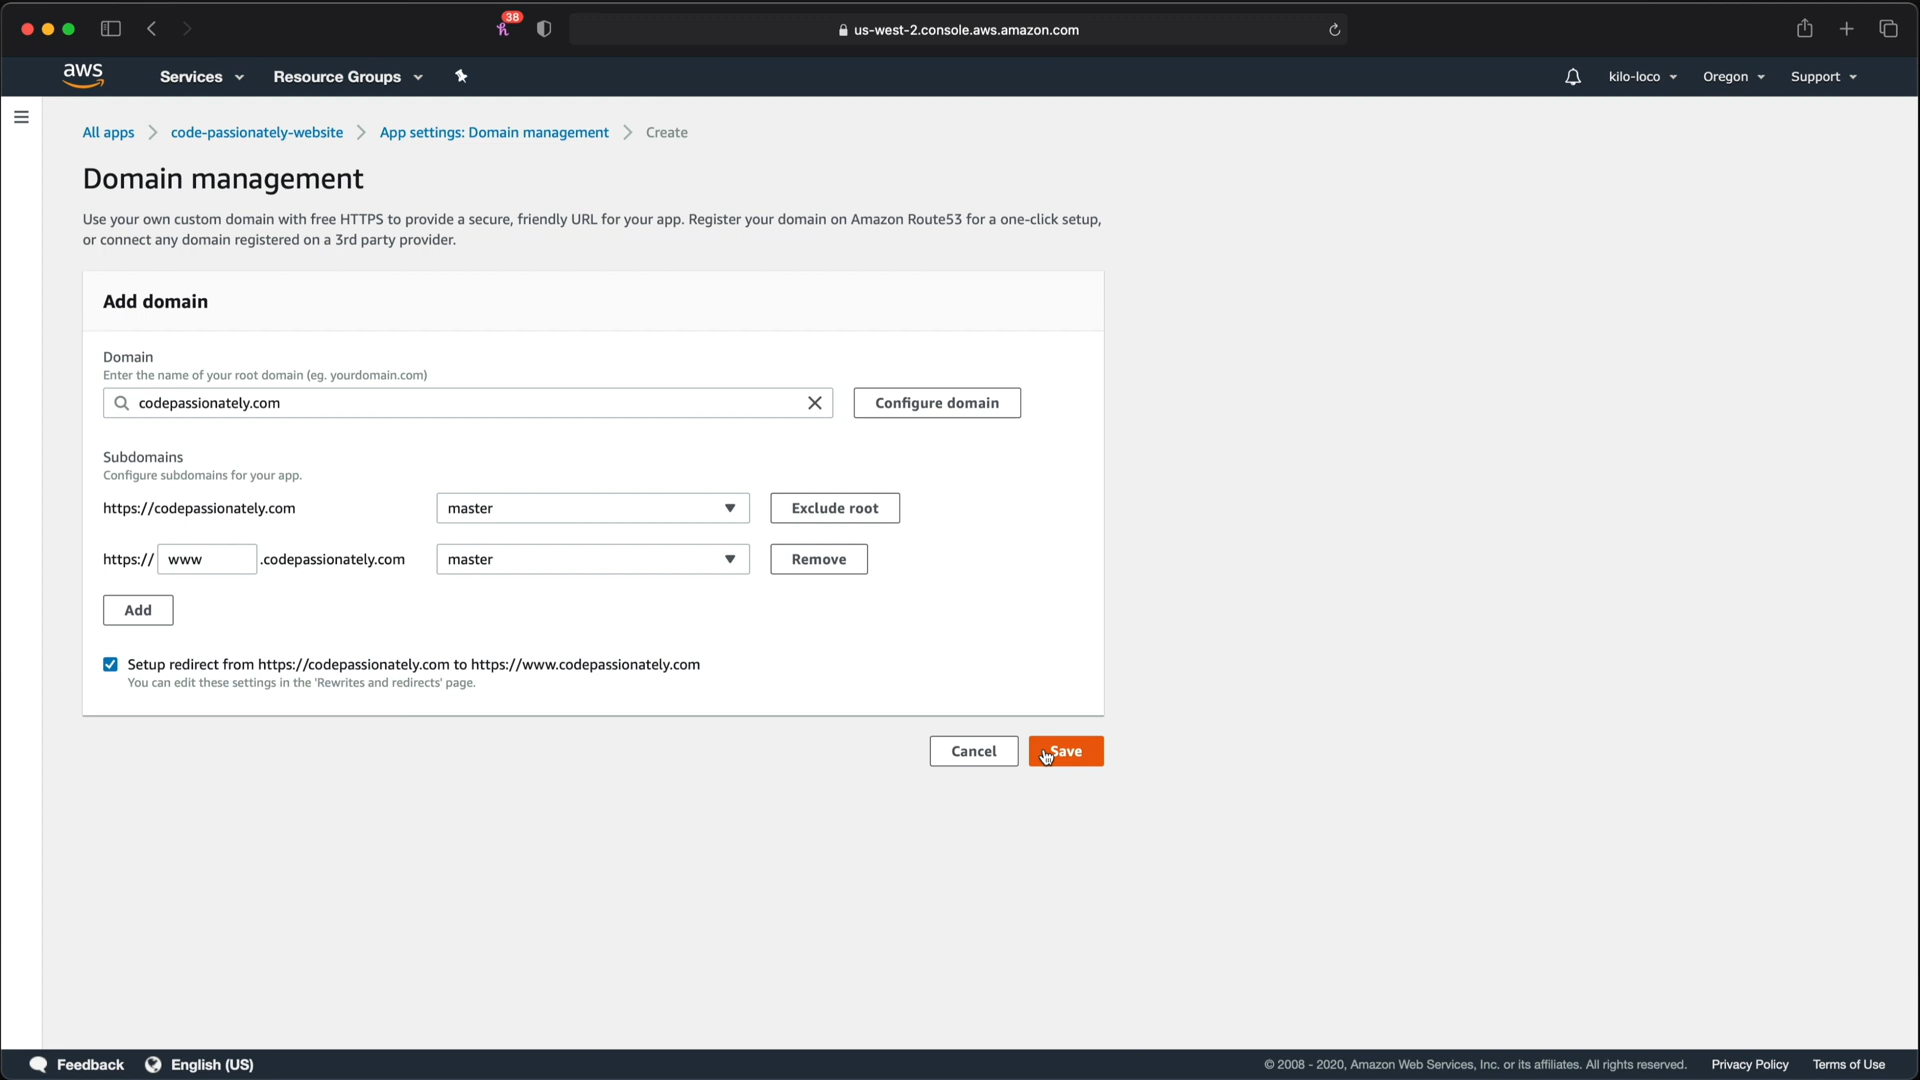 38
us-west-2.console.aws.amazon.com
aws
Services
Resource Groups
kilo-loco
Oregon
Support
All apps
code-passionately-website
App settings: Domain management
Create
Domain management
Use your own custom domain with free HTTPS to provide a secure, friendly URL for your app. Register your domain on Amazon Route53 for a one-click setup,
or connect any domain registered on a 3rd party provider.
Add domain
Domain
Enter the name of your root domain (eg. yourdomain.com)
codepassionately.com
Configure domain
Subdomains
Configure subdomains for your app.
https://codepassionately.com
master
Exclude root
https://
www
.codepassionately.com
master
Remove
Add
Setup redirect from https://codepassionately.com to https://www.codepassionately.com
You can edit these settings in the 'Rewrites and redirects' page.
Cancel
Save
Feedback
English (US)
© 2008 - 2020, Amazon Web Services, Inc. or its affiliates. All rights reserved.
Privacy Policy
Terms of Use